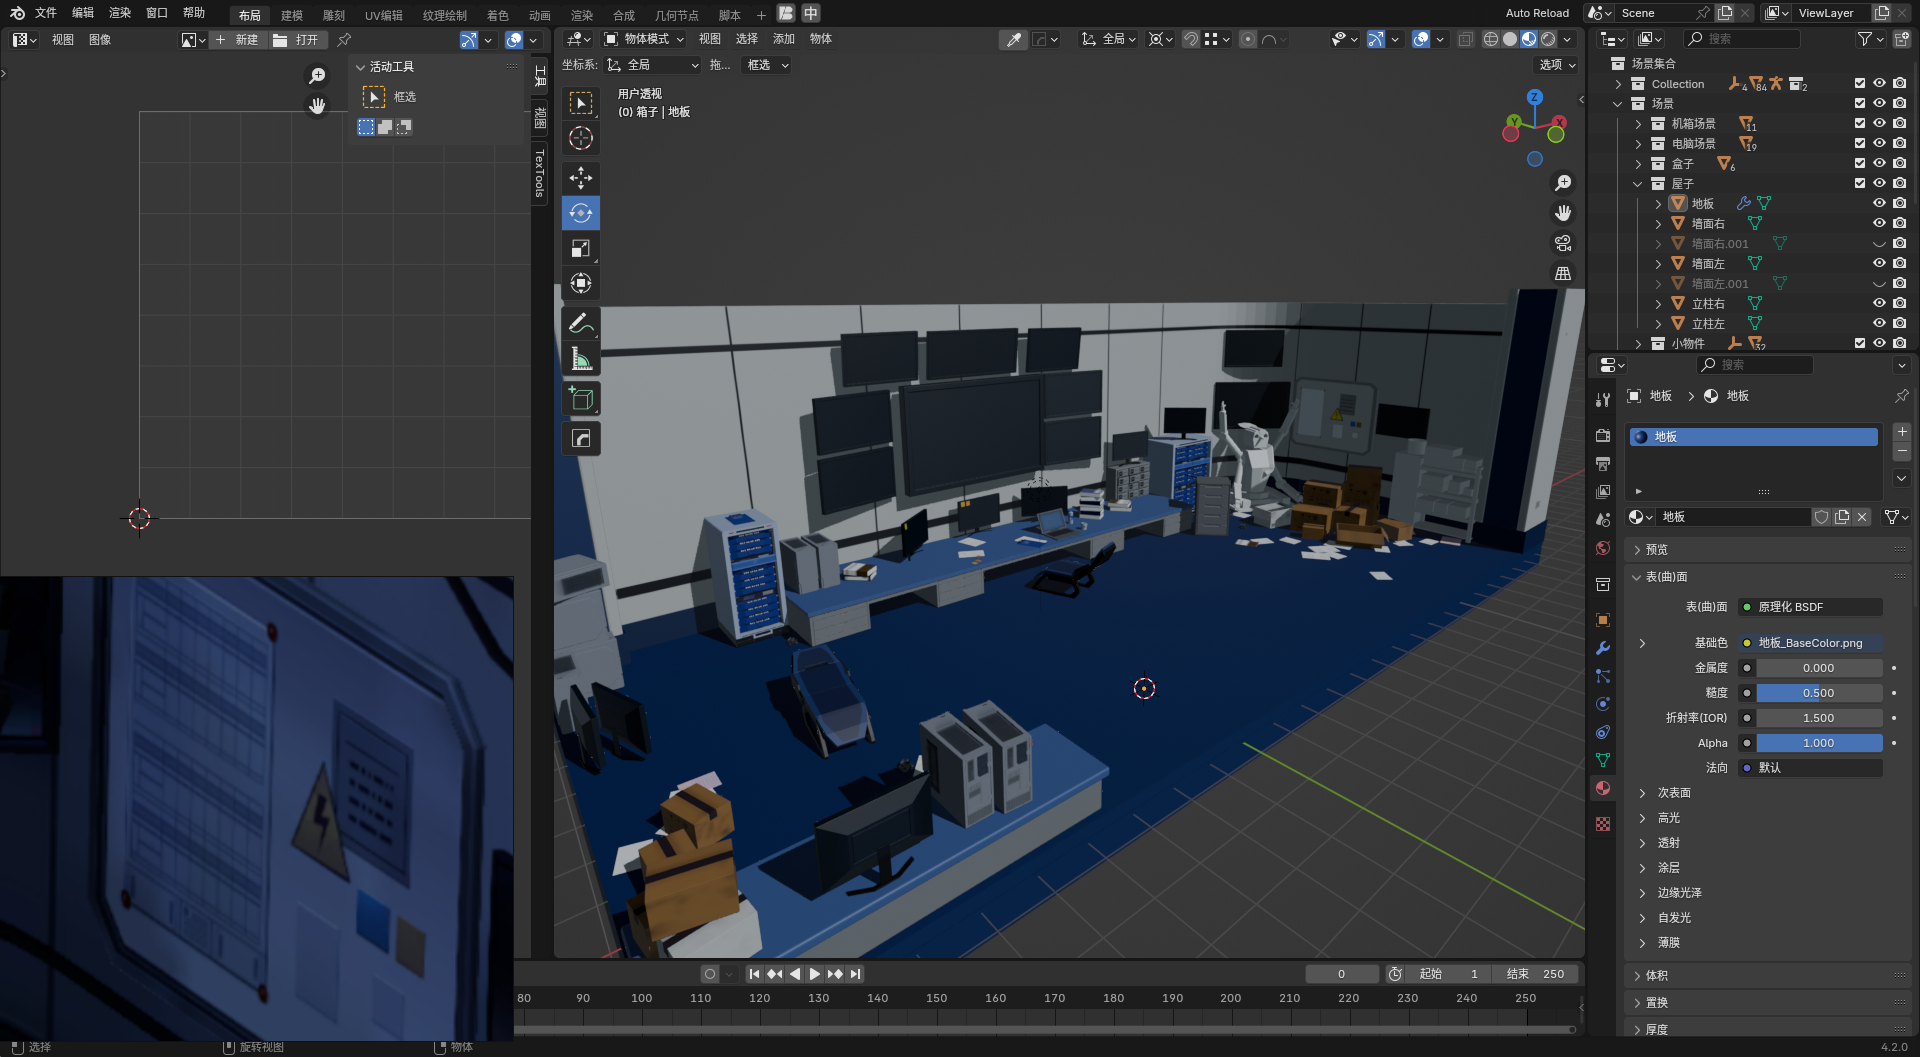 文件 编辑 渲染 窗口 帮助 布局 建模 雕刻 UV编辑 纹理绘制 着色 动画 渲染 合成 几何节点 脚本 + 中 Auto Reload Scene ViewLayer
视图 图像 新建 打开 物体模式 视图 选择 添加 物体 全局 搜索
活动工具
框选
工具
视图
TexTools
坐标系: 全局 拖... 框选 选项
用户透视
(0) 箱子 | 地板
Z
Y
X
场景集合
Collection 4 84 2
场景
机箱场景 11
电脑场景 19
盒子 6
屋子
地板
墙面右
墙面右.001
墙面左
墙面左.001
立柱右
立柱左
小物件 32
搜索
地板 地板
地板
地板
预览
表(曲)面
表(曲)面 原理化 BSDF
基础色 地板_BaseColor.png
金属度 0.000
糙度 0.500
折射率(IOR) 1.500
Alpha 1.000
法向 默认
次表面
高光
透射
涂层
边缘光泽
自发光
薄膜
体积
置换
厚度
0 起始 1 结束 250
80 90 100 110 120 130 140 150 160 170 180 190 200 210 220 230 240 250
选择 旋转视图 物体 4.2.0